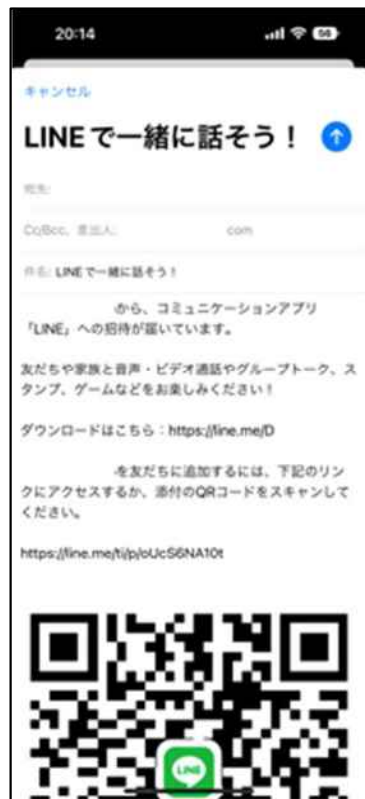 20:14
56
キャンセル
LINEで一緒に話そう！
宛先:
Cc/Bcc、差出人:
com
件名: LINEで一緒に話そう！
から、コミュニケーションアプリ
「LINE」への招待が届いています。
友だちや家族と音声・ビデオ通話やグループトーク、ス
タンプ、ゲームなどをお楽しみください！
ダウンロードはこちら：https://line.me/D
を友だちに追加するには、下記のリン
クにアクセスするか、添付のQRコードをスキャンして
ください。
https://line.me/ti/p/oUcS6NA10t
LINE